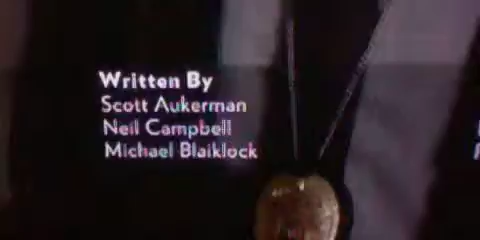 Written By
Scott Aukerman
Neil Campbell
Michael Blaiklock